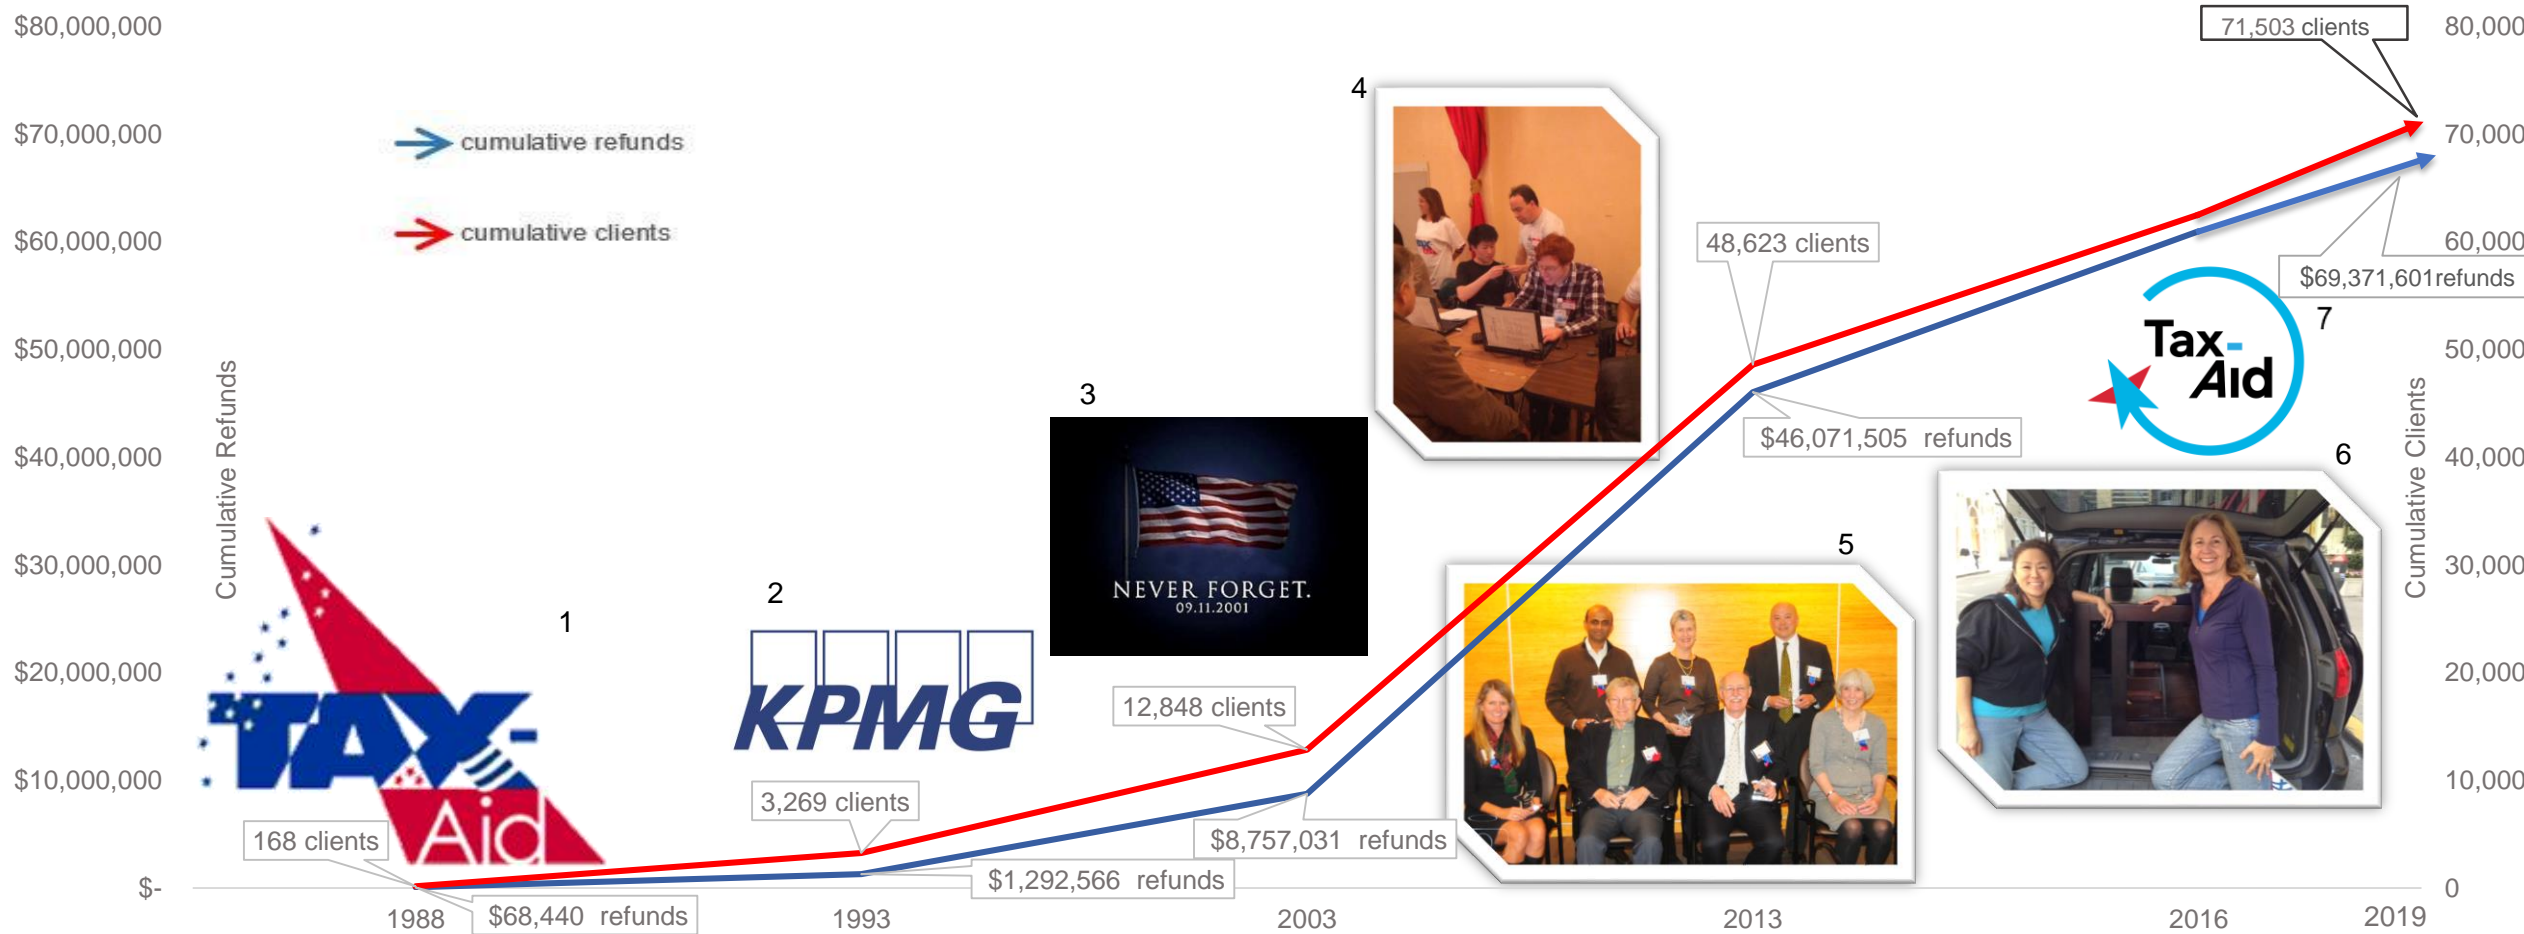 $80,000,000
$70,000,000
$60,000,000
$50,000,000
$40,000,000
$30,000,000
$20,000,000
$10,000,000
$-
Cumulative Refunds
cumulative refunds
cumulative clients
1
TAX-
Aid
168 clients
$68,440 refunds
2
KPMG
3,269 clients
$1,292,566 refunds
3
NEVER FORGET.
09.11.2001
12,848 clients
$8,757,031 refunds
4
5
48,623 clients
$46,071,505 refunds
6
7
Tax-
Aid
71,503 clients
$69,371,601refunds
Cumulative Clients
80,000
70,000
60,000
50,000
40,000
30,000
20,000
10,000
0
1988
1993
2003
2013
2016
2019